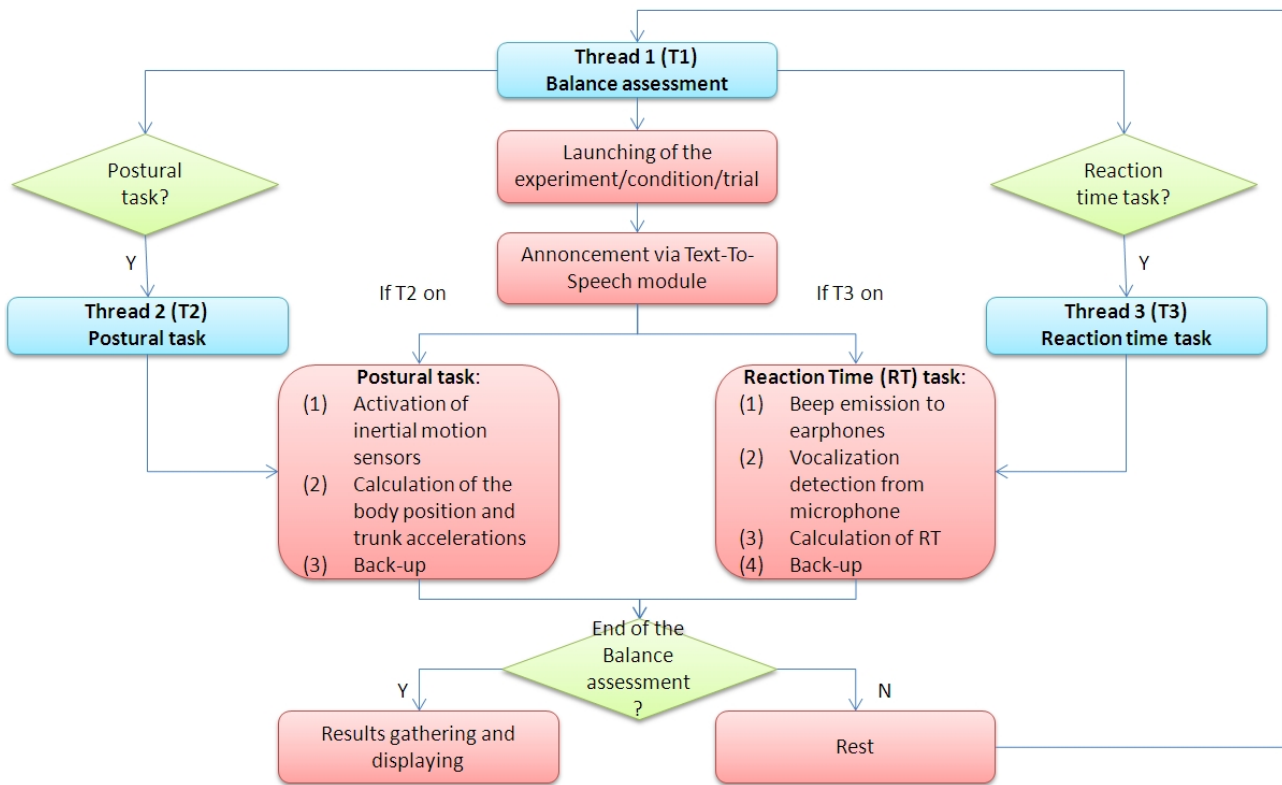 Thread 1 (T1)
Balance assessment
Postural
task?
Launching of the
experiment/condition/trial
Reaction
time task?
Y
Annoncement via Text-To-
Speech module
Y
If T2 on
If T3 on
Thread 2 (T2)
Postural task
Thread 3 (T3)
Reaction time task
Postural task:
(1) Activation of
inertial motion
sensors
(2) Calculation of the
body position and
trunk accelerations
(3) Back-up
Reaction Time (RT) task:
(1) Beep emission to
earphones
(2) Vocalization
detection from
microphone
(3) Calculation of RT
(4) Back-up
End of the
Balance
assessment
?
Y
N
Results gathering and
displaying
Rest